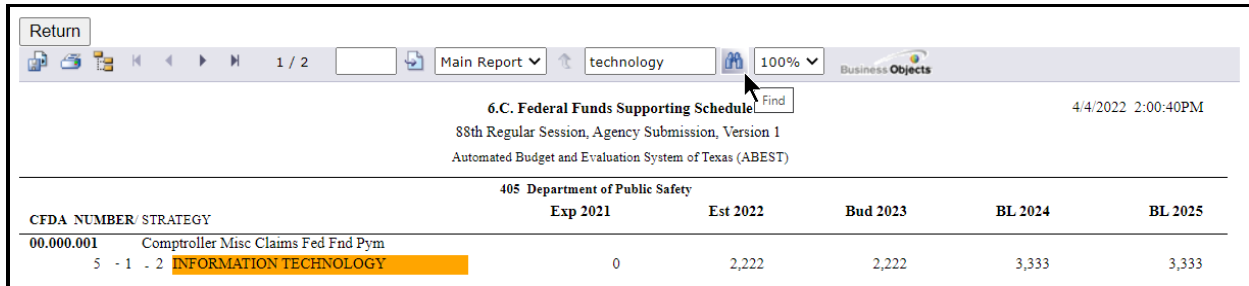 Return
1 / 2 Main Report technology 100% Business Objects
Find
6.C. Federal Funds Supporting Schedule 4/4/2022 2:00:40PM
88th Regular Session, Agency Submission, Version 1
Automated Budget and Evaluation System of Texas (ABEST)
405 Department of Public Safety
CFDA NUMBER/ STRATEGY Exp 2021 Est 2022 Bud 2023 BL 2024 BL 2025
00.000.001 Comptroller Misc Claims Fed Fnd Pym
5 - 1 - 2 INFORMATION TECHNOLOGY 0 2,222 2,222 3,333 3,333